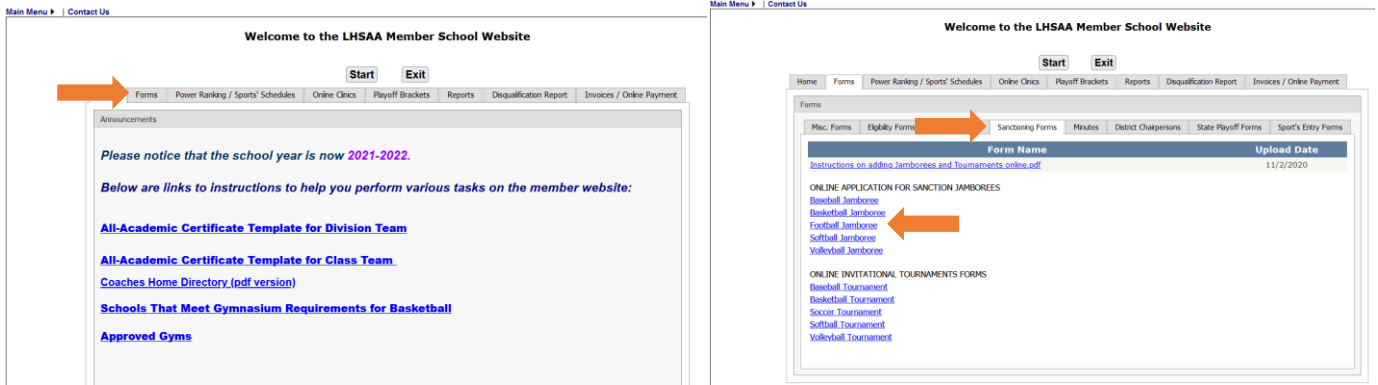 Main Menu | Contact Us
Welcome to the LHSAA Member School Website
Start Exit
Forms Power Ranking / Sports' Schedules Online Clinics Playoff Brackets Reports Disqualification Report Invoices / Online Payment
Announcements
Please notice that the school year is now 2021-2022.
Below are links to instructions to help you perform various tasks on the member website:
All-Academic Certificate Template for Division Team
All-Academic Certificate Template for Class Team
Coaches Home Directory (pdf version)
Schools That Meet Gymnasium Requirements for Basketball
Approved Gyms
Main Menu | Contact Us
Welcome to the LHSAA Member School Website
Start Exit
Home Forms Power Ranking / Sports' Schedules Online Clinics Playoff Brackets Reports Disqualification Report Invoices / Online Payment
Forms
Misc. Forms Eligiblity Forms Sanctioning Forms Minutes District Chairpersons State Playoff Forms Sport's Entry Forms
Form Name Upload Date
Instructions on adding Jamborees and Tournaments online.pdf 11/2/2020
ONLINE APPLICATION FOR SANCTION JAMBOREES
Baseball Jamboree
Basketball Jamboree
Football Jamboree
Softball Jamboree
Volleyball Jamboree
ONLINE INVITATIONAL TOURNAMENTS FORMS
Baseball Tournament
Basketball Tournament
Soccer Tournament
Softball Tournament
Volleyball Tournament